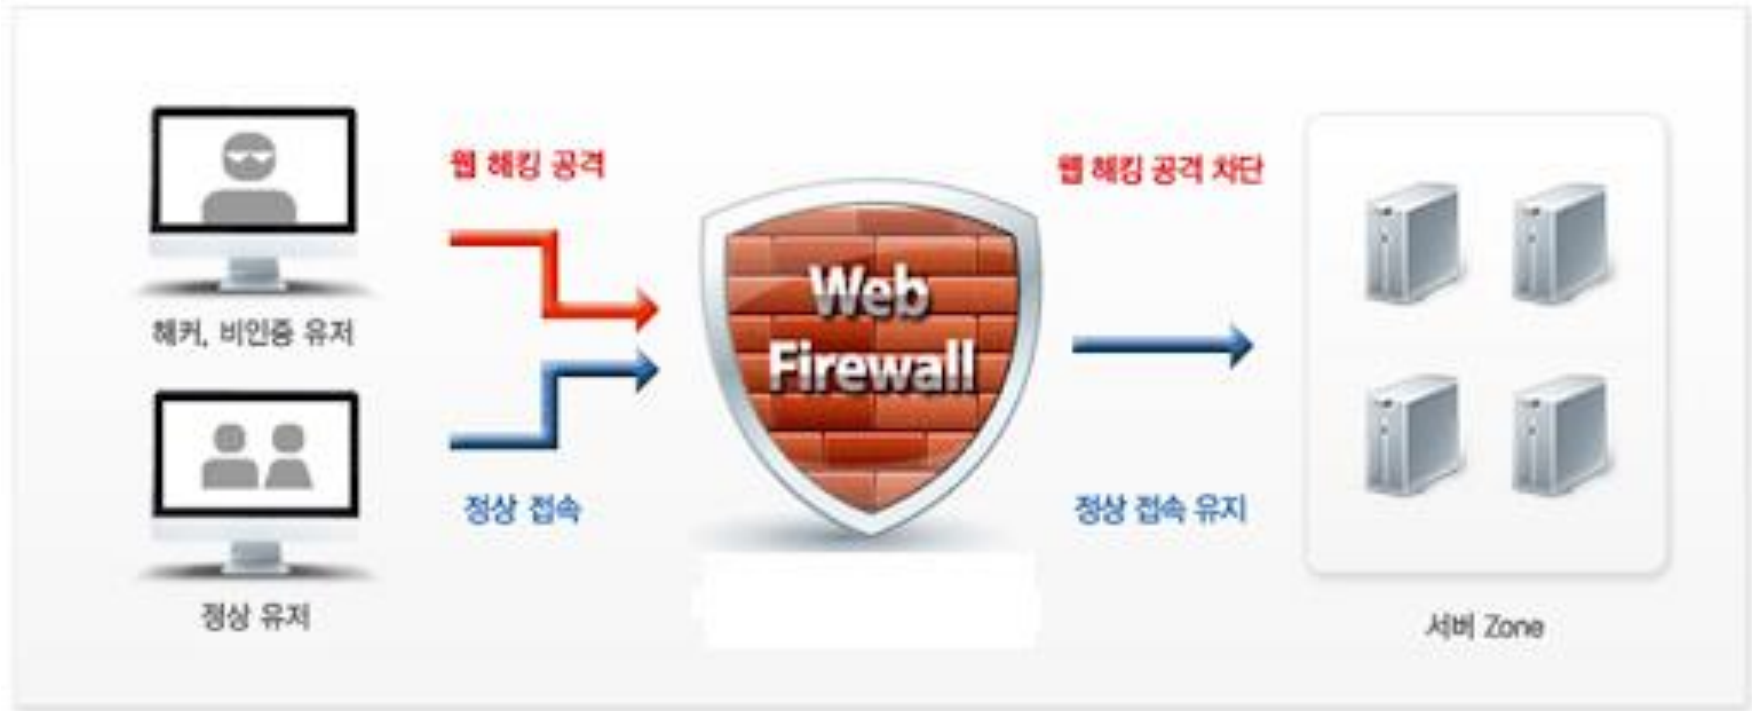 웹 해킹 공격
웹 해킹 공격 차단
Web
Firewall
해커, 비인증 유저
정상 접속
정상 접속 유지
정상 유저
서버 Zone